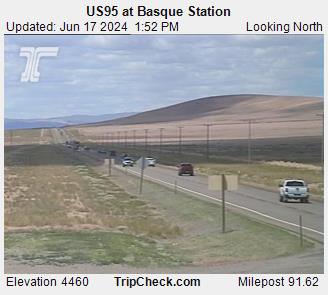 US95 at Basque Station
Updated: Jun 17 2024 1:52 PM Looking North
Elevation 4460 TripCheck.com Milepost 91.62